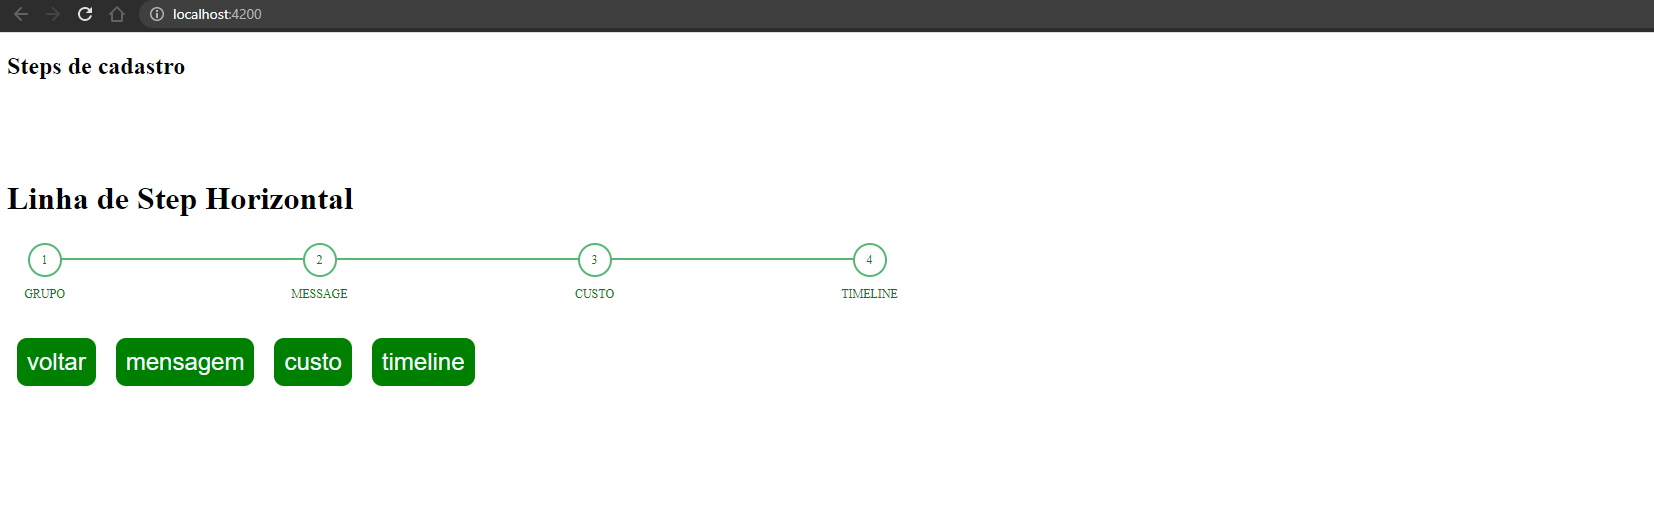 localhost:4200
Steps de cadastro
Linha de Step Horizontal
1 2 3 4
GRUPO MESSAGE CUSTO TIMELINE
voltar mensagem custo timeline